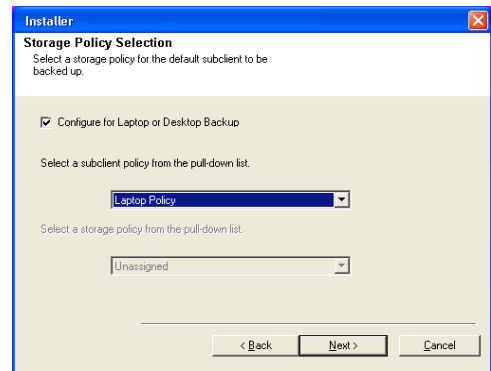 Installer
Storage Policy Selection
Select a storage policy for the default subclient to be
backed up.
Configure for Laptop or Desktop Backup
Select a subclient policy from the pull-down list.
Laptop Policy
Select a storage policy from the pull-down list.
Unassigned
< Back Next > Cancel